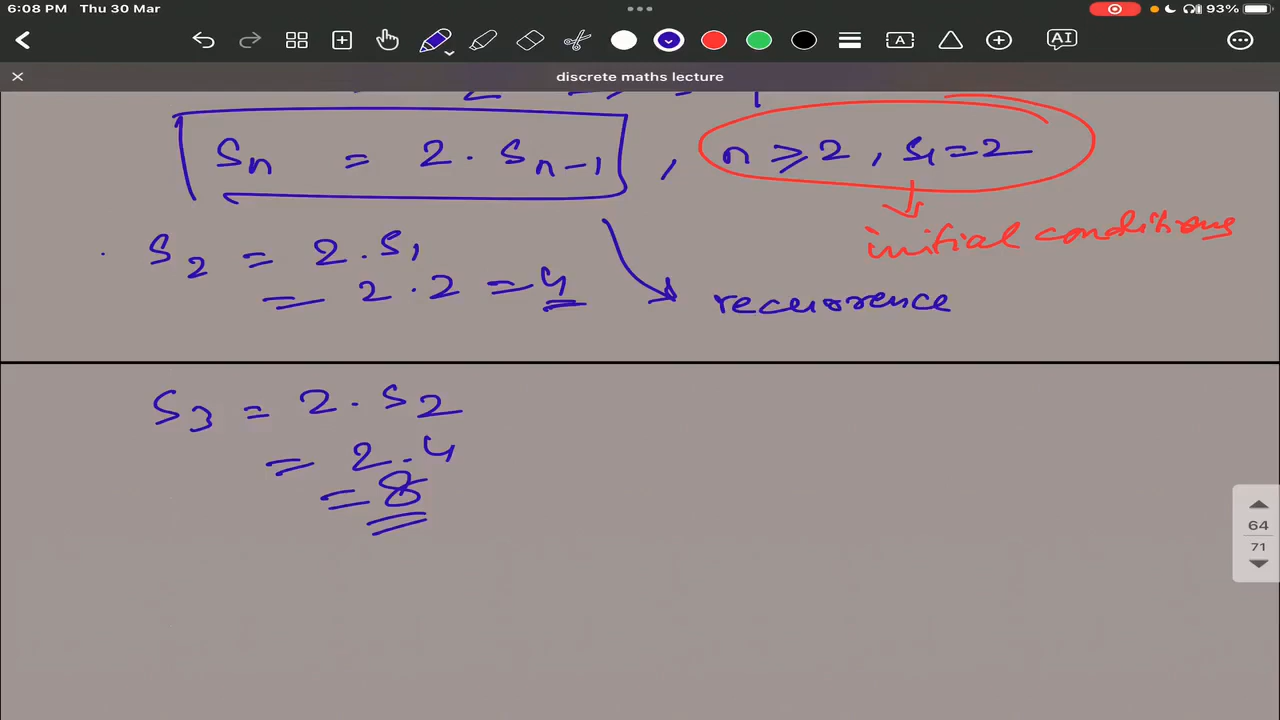 6:08 PM Thu 30 Mar
93%
A
AI
discrete maths lecture
Sn = 2 . Sn-1 , n ≥ 2 , S1 = 2
initial conditions
S2 = 2 . S1
= 2 . 2 = 4
recurrence
S3 = 2 . S2
= 2 . 4
= 8
64
71